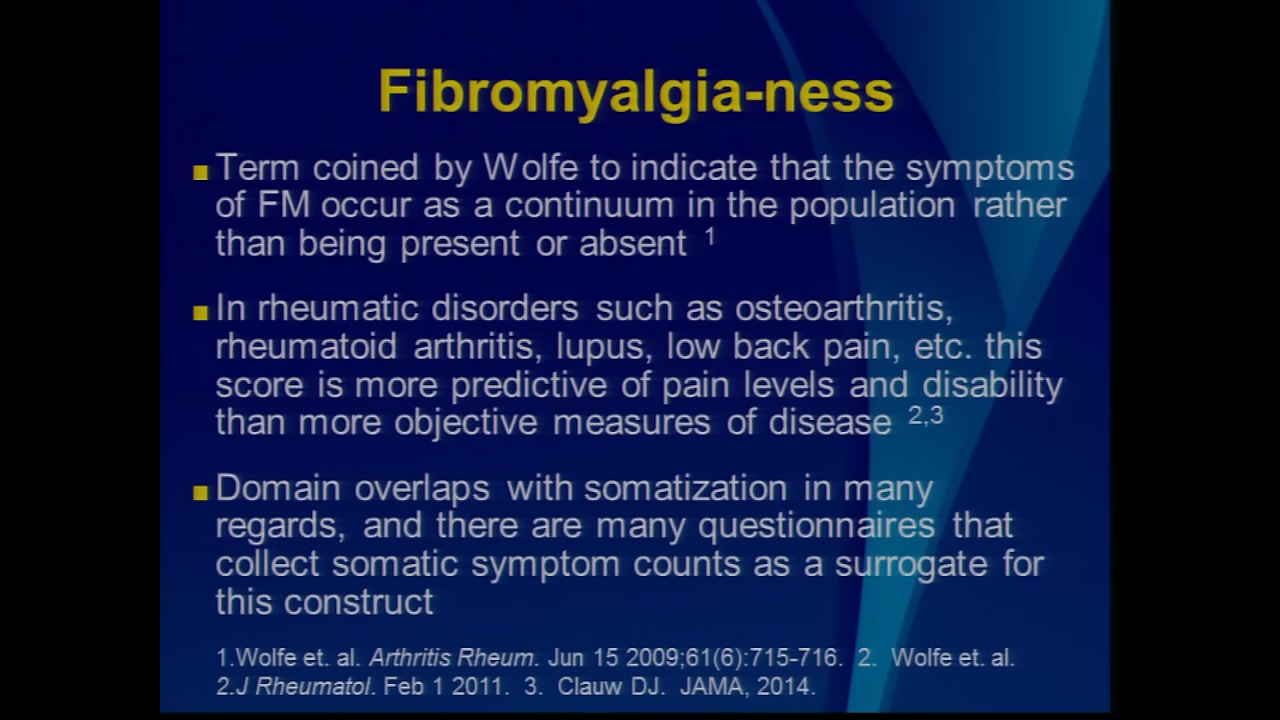 Fibromyalgia-ness
Term coined by Wolfe to indicate that the symptoms
of FM occur as a continuum in the population rather
than being present or absent 1
In rheumatic disorders such as osteoarthritis,
rheumatoid arthritis, lupus, low back pain, etc. this
score is more predictive of pain levels and disability
than more objective measures of disease 2,3
Domain overlaps with somatization in many
regards, and there are many questionnaires that
collect somatic symptom counts as a surrogate for
this construct
1.Wolfe et. al. Arthritis Rheum. Jun 15 2009;61(6):715-716. 2. Wolfe et. al.
2.J Rheumatol. Feb 1 2011. 3. Clauw DJ. JAMA, 2014.